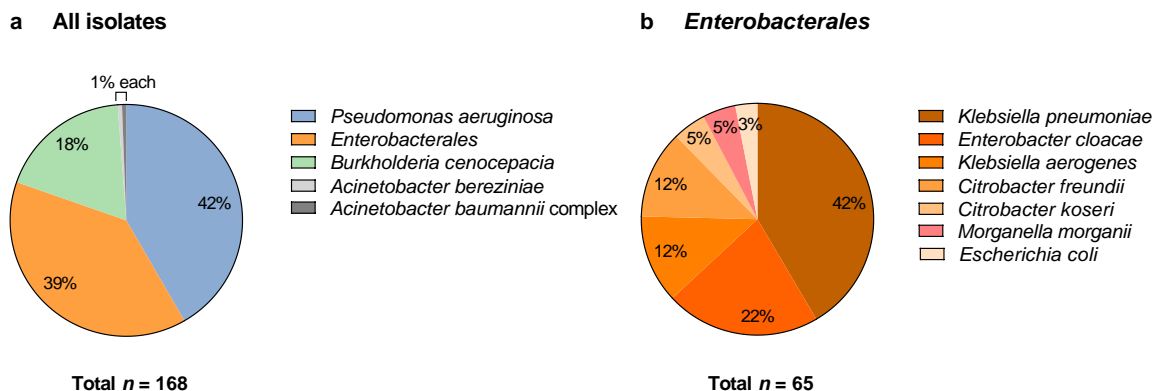 a All isolates
1% each
18%
42%
39%
Pseudomonas aeruginosa
Enterobacterales
Burkholderia cenocepacia
Acinetobacter bereziniae
Acinetobacter baumannii complex
Total n = 168
b Enterobacterales
3%
5%
5%
12%
42%
12%
22%
Klebsiella pneumoniae
Enterobacter cloacae
Klebsiella aerogenes
Citrobacter freundii
Citrobacter koseri
Morganella morganii
Escherichia coli
Total n = 65